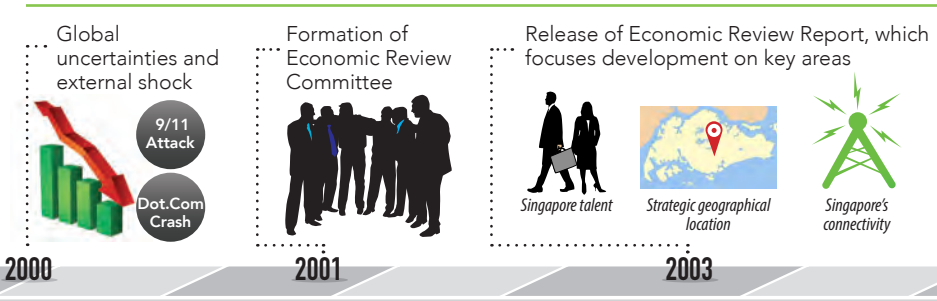 Global
uncertainties and
external shock
9/11
Attack
Dot.Com
Crash
2000
Formation of
Economic Review
Committee
2001
Release of Economic Review Report, which
focuses development on key areas
Singapore talent
Strategic geographical
location
Singapore's
connectivity
2003